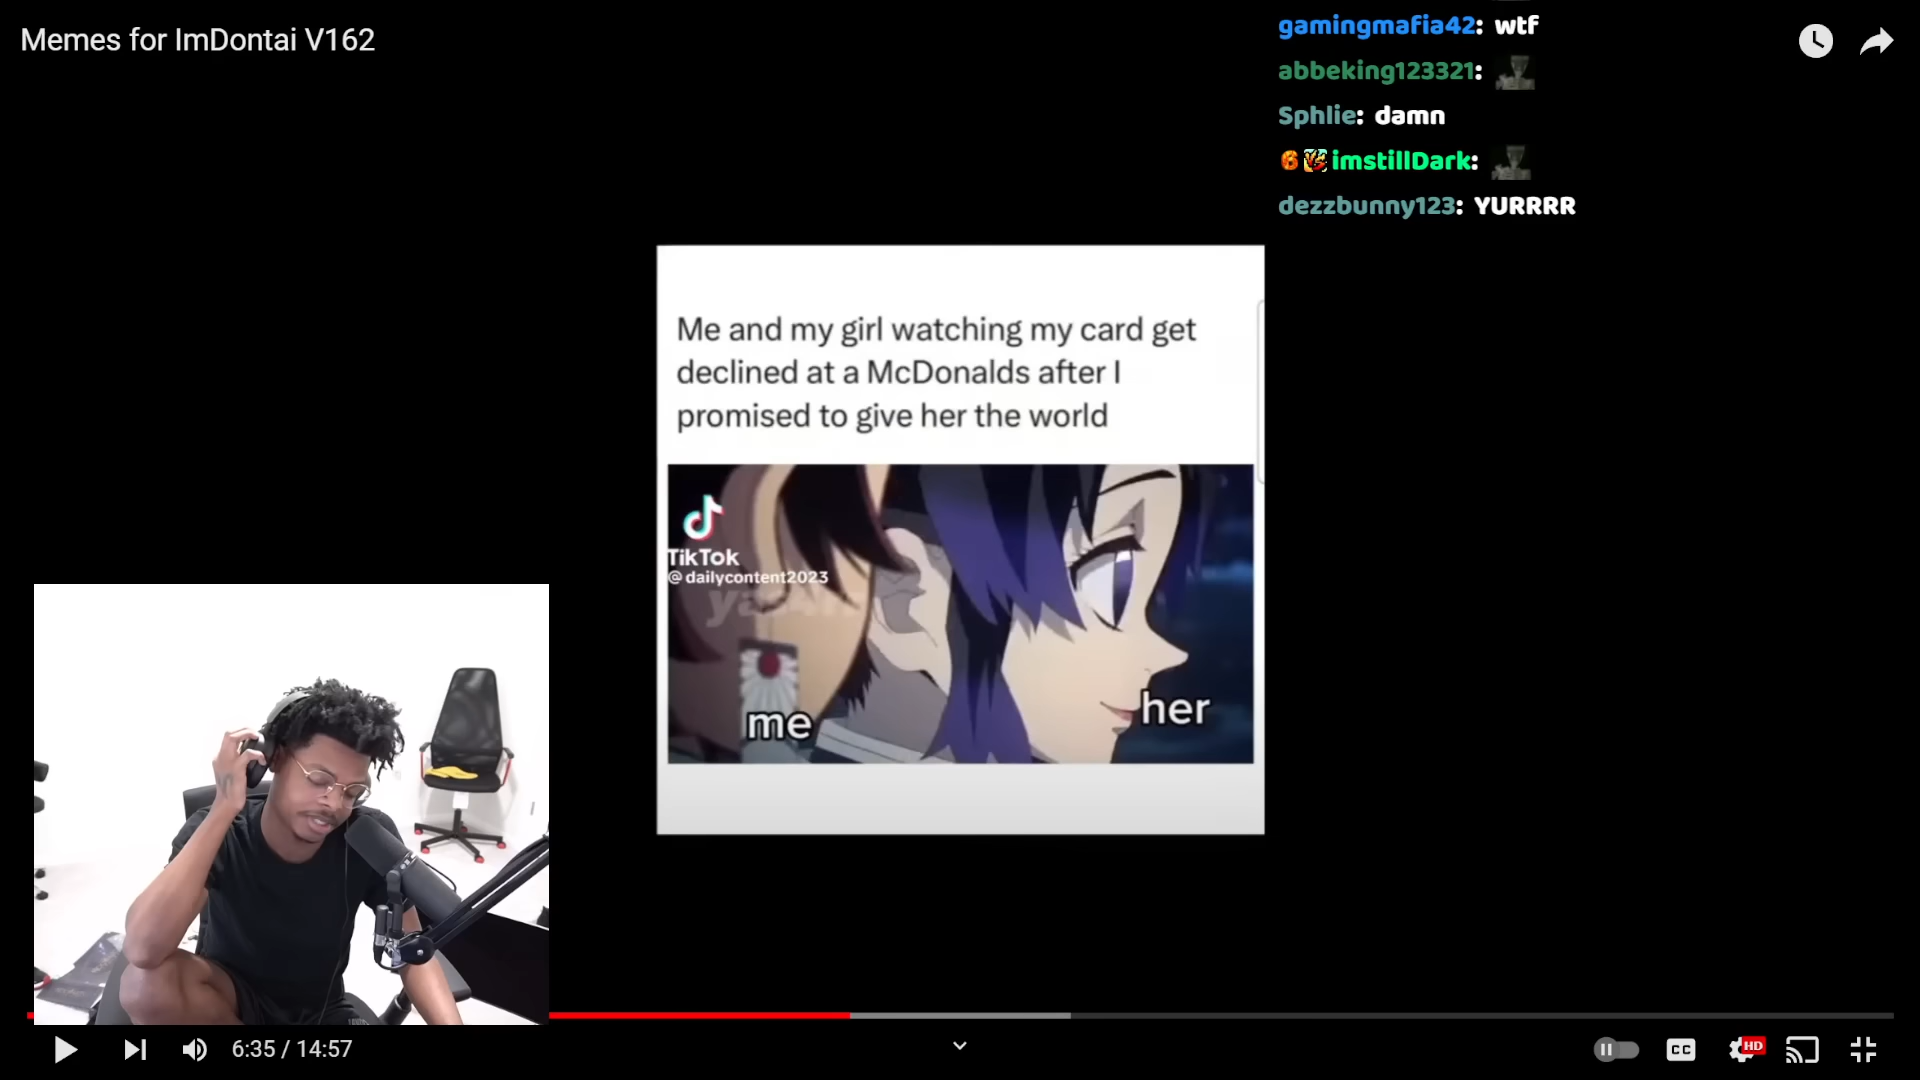 Memes for ImDontai V162
gamingmafia42: wtf
abbeking123321:
Sphlie: damn
6 imstillDark:
dezzbunny123: YURRRR
Me and my girl watching my card get
declined at a McDonalds after I
promised to give her the world
TikTok
@dailycontent2023
me
her
6:35 / 14:57
CC
HD